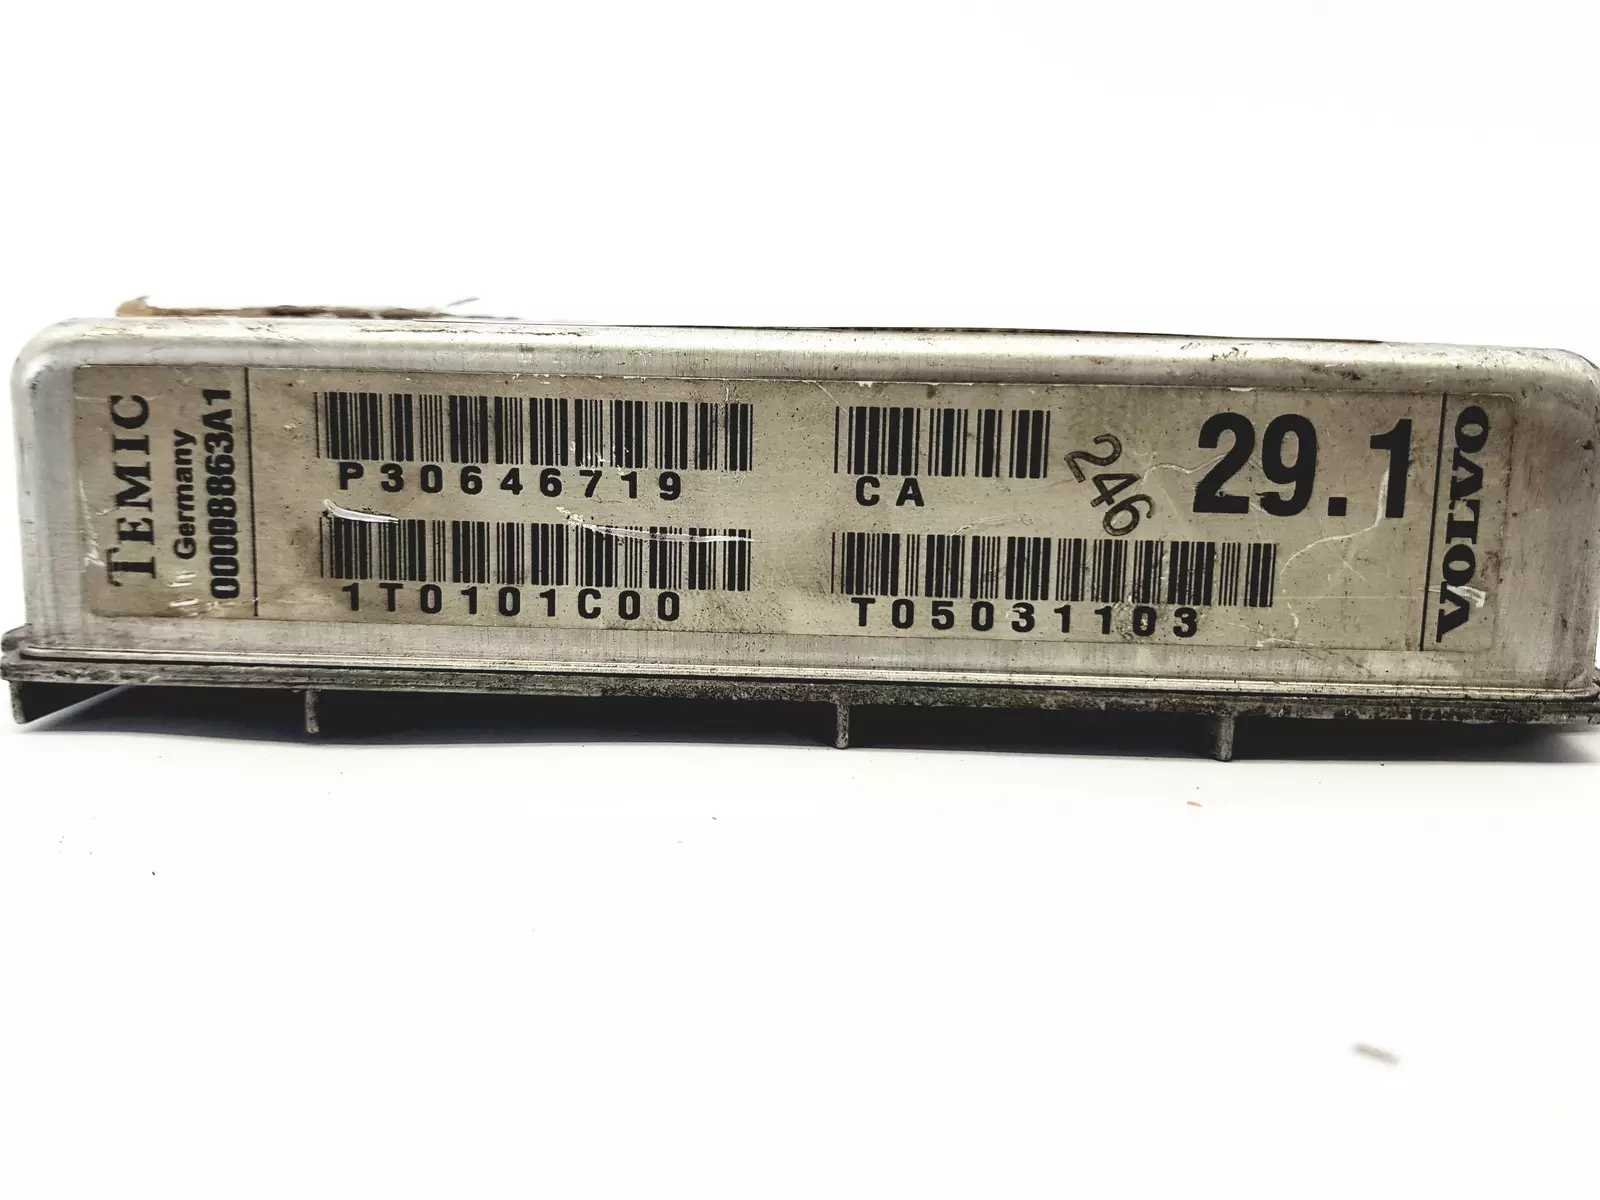 TEMIC
Germany
00008863A1
P30646719
CA
246
29.1
1T0101C00
T05031103
VOLVO